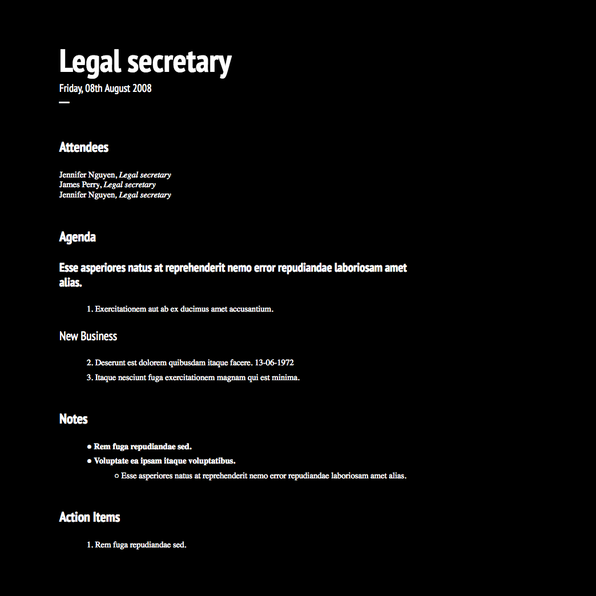 Legal secretary
Friday, 08th August 2008
Attendees
Jennifer Nguyen, Legal secretary
James Perry, Legal secretary
Jennifer Nguyen, Legal secretary
Agenda
Esse asperiores natus at reprehenderit nemo error repudiandae laboriosam amet
alias.
1. Exercitationem aut ab ex ducimus amet accusantium.
New Business
2. Deserunt est dolorem quibusdam itaque facere. 13-06-1972
3. Itaque nesciunt fuga exercitationem magnam qui est minima.
Notes
● Rem fuga repudiandae sed.
● Voluptate ea ipsam itaque voluptatibus.
○ Esse asperiores natus at reprehenderit nemo error repudiandae laboriosam amet alias.
Action Items
1. Rem fuga repudiandae sed.